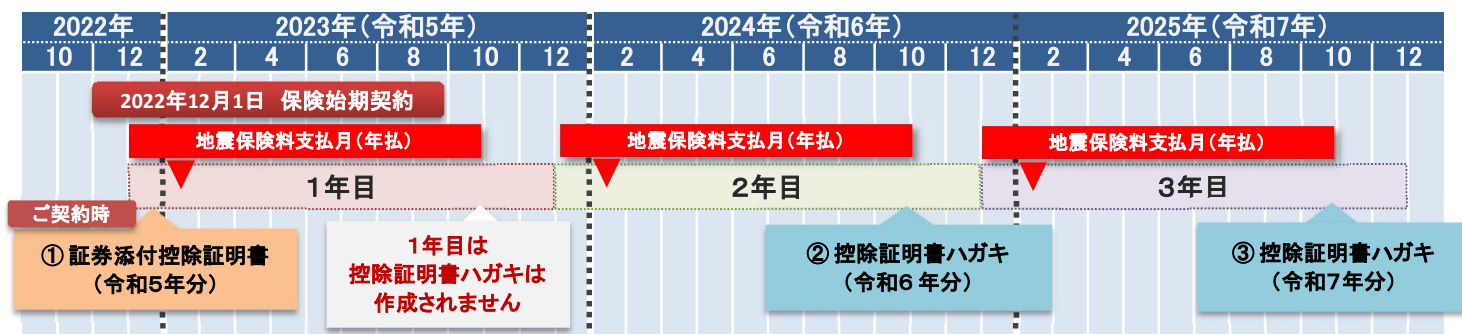 2022年 2023年(令和5年) 2024年(令和6年) 2025年(令和7年)
10 12 2 4 6 8 10 12 2 4 6 8 10 12 2 4 6 8 10 12
2022年12月1日 保険始期契約
地震保険料支払月(年払) 地震保険料支払月(年払) 地震保険料支払月(年払)
1年目 2年目 3年目
ご契約時
①証券添付控除証明書
(令和5年分)
1年目は
控除証明書ハガキは
作成されません
②控除証明書ハガキ
(令和6年分)
③控除証明書ハガキ
(令和7年分)